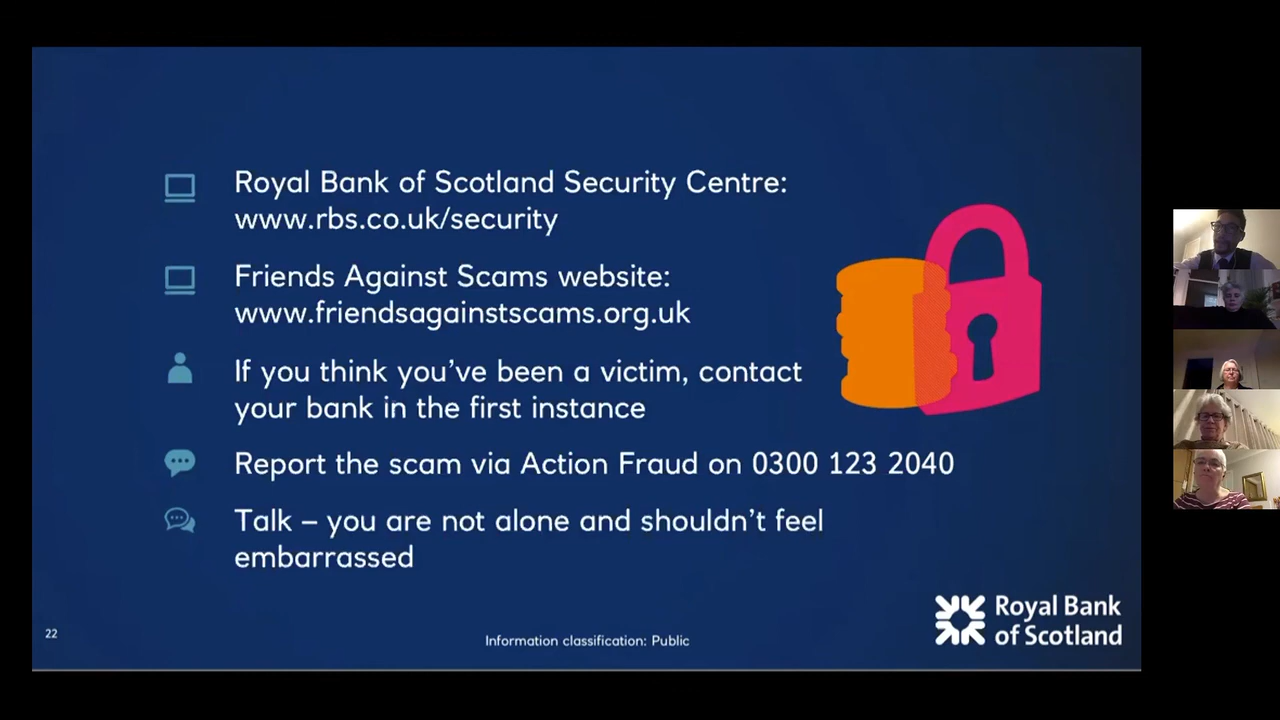 Royal Bank of Scotland Security Centre:
www.rbs.co.uk/security
Friends Against Scams website:
www.friendsagainstscams.org.uk
If you think you’ve been a victim, contact
your bank in the first instance
Report the scam via Action Fraud on 0300 123 2040
Talk – you are not alone and shouldn’t feel
embarrassed
22
Information classification: Public
Royal Bank
of Scotland